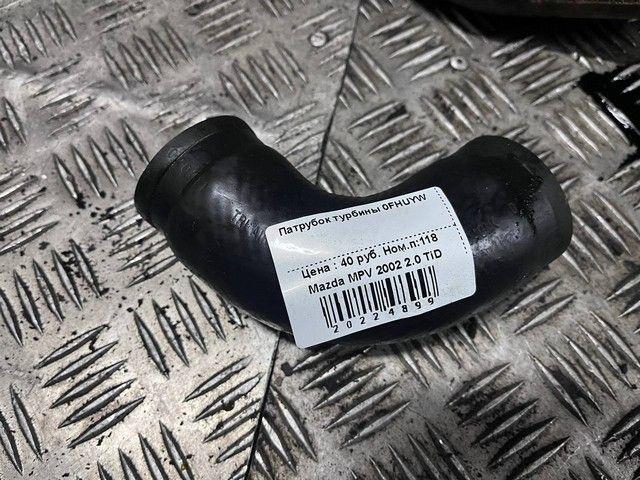 Патрубок турбины 0FHUYW
Цена : 40 руб. Ном.п:118
Mazda MPV 2002 2.0 TiD
20224899